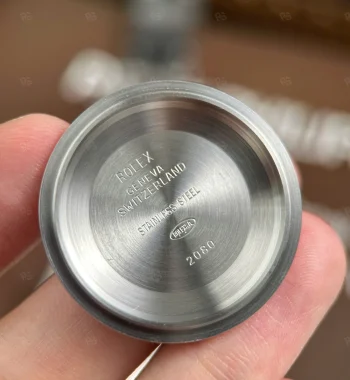 ROLEX
GENEVA
SWITZERLAND
STAINLESS STEEL
2080